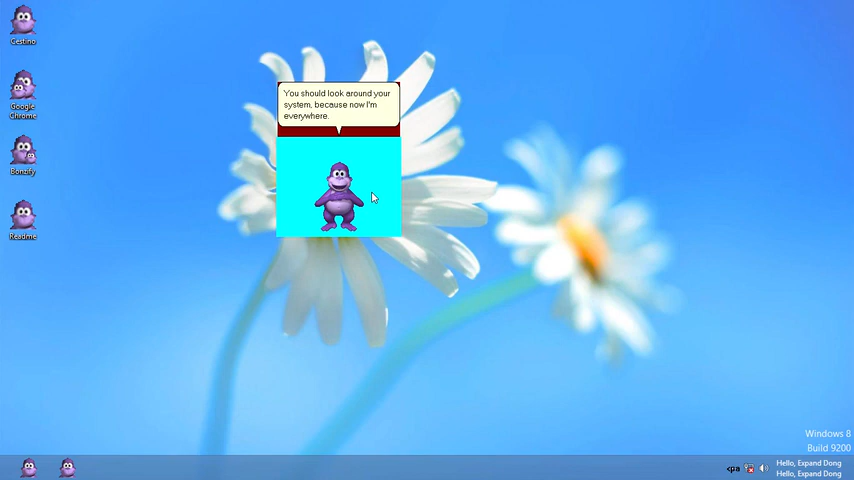 Cestino
Google
Chrome
Bonzify
Readme
You should look around your
system, because now I'm
everywhere.
Windows 8
Build 9200
Hello, Expand Dong
Hello, Expand Dong